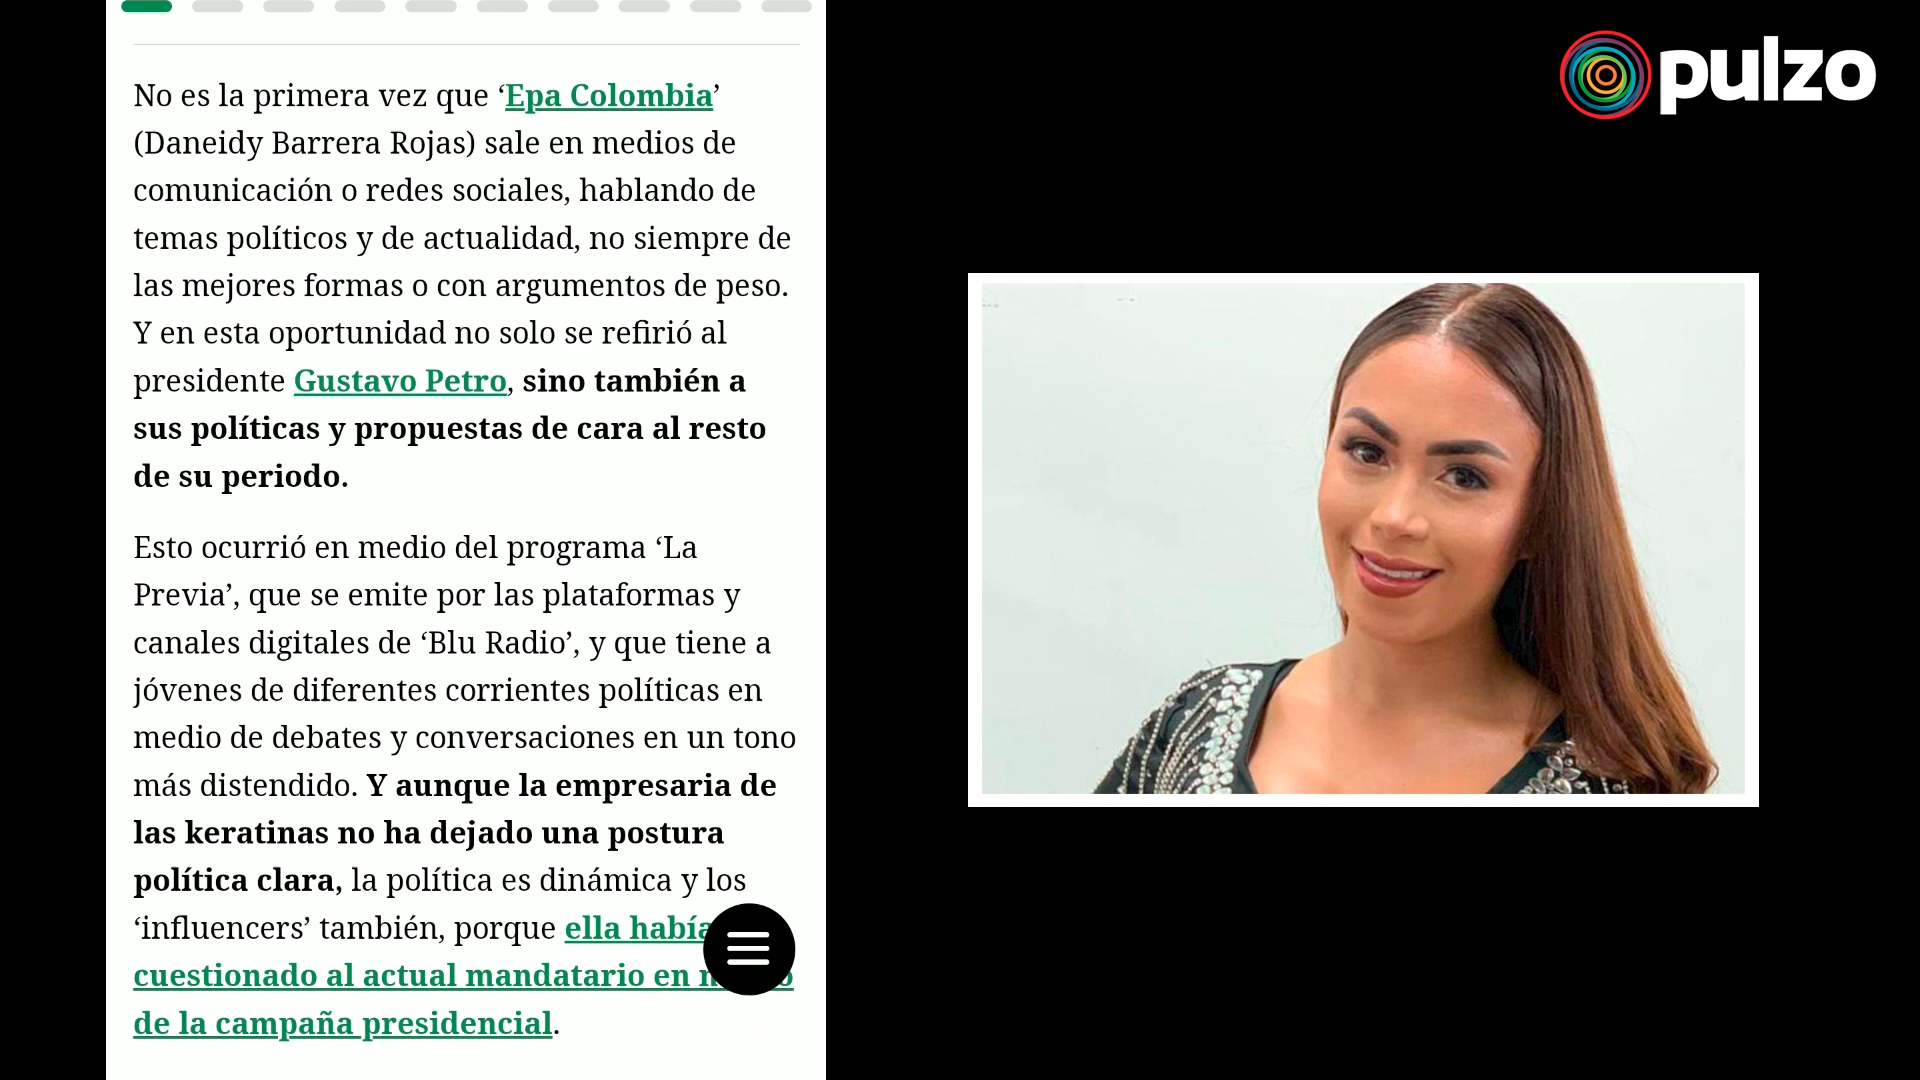 No es la primera vez que ‘Epa Colombia’
(Daneidy Barrera Rojas) sale en medios de
comunicación o redes sociales, hablando de
temas políticos y de actualidad, no siempre de
las mejores formas o con argumentos de peso.
Y en esta oportunidad no solo se refirió al
presidente Gustavo Petro, sino también a
sus políticas y propuestas de cara al resto
de su periodo.
Esto ocurrió en medio del programa ‘La
Previa’, que se emite por las plataformas y
canales digitales de ‘Blu Radio’, y que tiene a
jóvenes de diferentes corrientes políticas en
medio de debates y conversaciones en un tono
más distendido. Y aunque la empresaria de
las keratinas no ha dejado una postura
política clara, la política es dinámica y los
‘influencers’ también, porque ella había
cuestionado al actual mandatario en
de la campaña presidencial.
pulzo